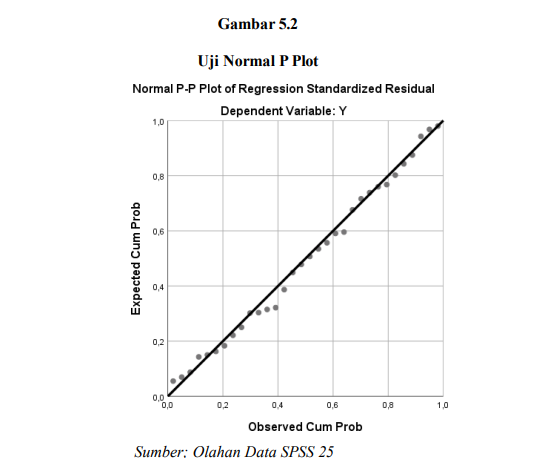 Gambar 5.2
Uji Normal P Plot
Normal P-P Plot of Regression Standardized Residual
Dependent Variable: Y
Expected Cum Prob
1,0
0,8
0,6
0,4
0,2
0,0
0,0 0,2 0,4 0,6 0,8 1,0
Observed Cum Prob
Sumber; Olahan Data SPSS 25